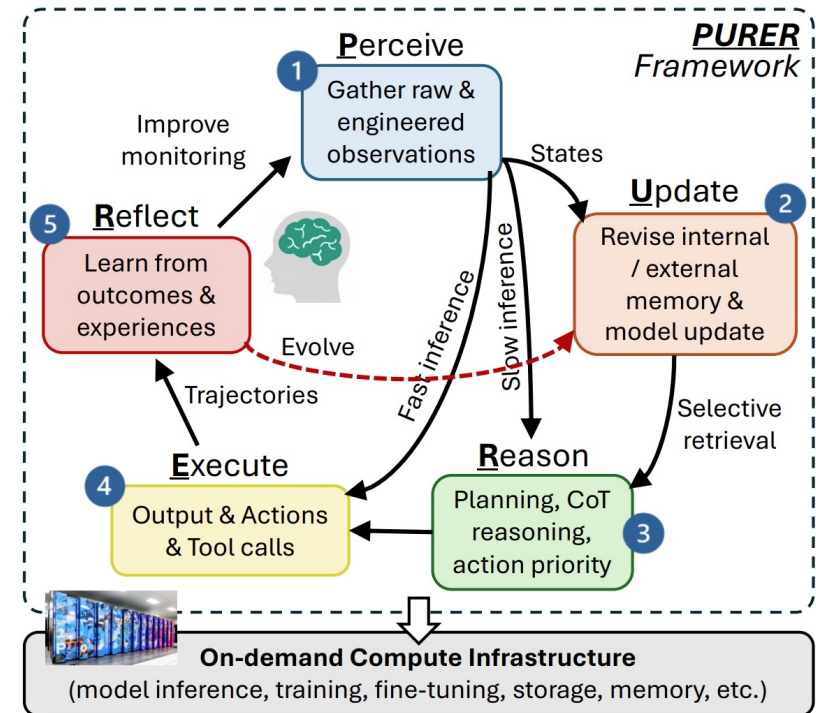 PURER
Framework
Perceive
1
Gather raw &
engineered
observations
Improve
monitoring
States
Update
2
Revise internal
/ external
memory &
model update
Reflect
5
Learn from
outcomes &
experiences
Fast inference
Slow inference
Evolve
Trajectories
Selective
retrieval
Execute
4
Output & Actions
& Tool calls
Reason
Planning, CoT
reasoning,
action priority
3
On-demand Compute Infrastructure
(model inference, training, fine-tuning, storage, memory, etc.)